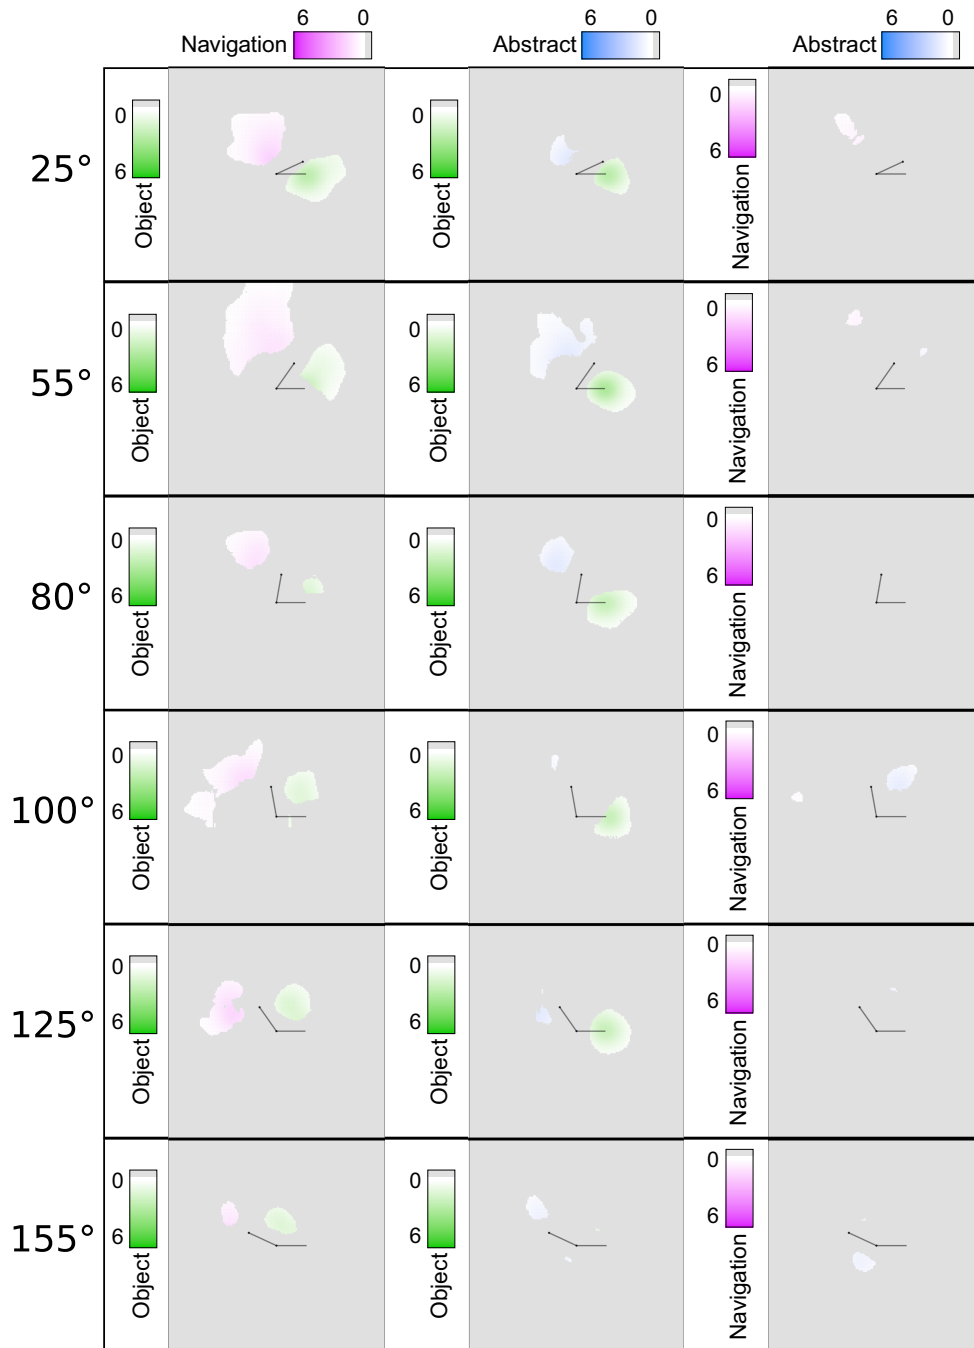 6 0 6 0 6 0
Navigation Abstract Abstract
25° 0 6 Object 0 6 Object 0 6 Navigation
55° 0 6 Object 0 6 Object 0 6 Navigation
80° 0 6 Object 0 6 Object 0 6 Navigation
100° 0 6 Object 0 6 Object 0 6 Navigation
125° 0 6 Object 0 6 Object 0 6 Navigation
155° 0 6 Object 0 6 Object 0 6 Navigation